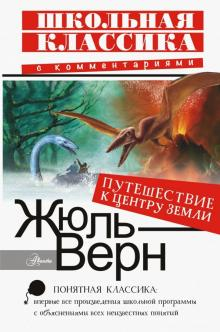 ШКОЛЬНАЯ
КЛАССИКА
с комментариями
ПУТЕШЕСТВИЕ
К ЦЕНТРУ ЗЕМЛИ
Жюль
Верн
Аванта
ПОНЯТНАЯ КЛАССИКА:
впервые все произведения школьной программы
с объяснениями всех неизвестных понятий